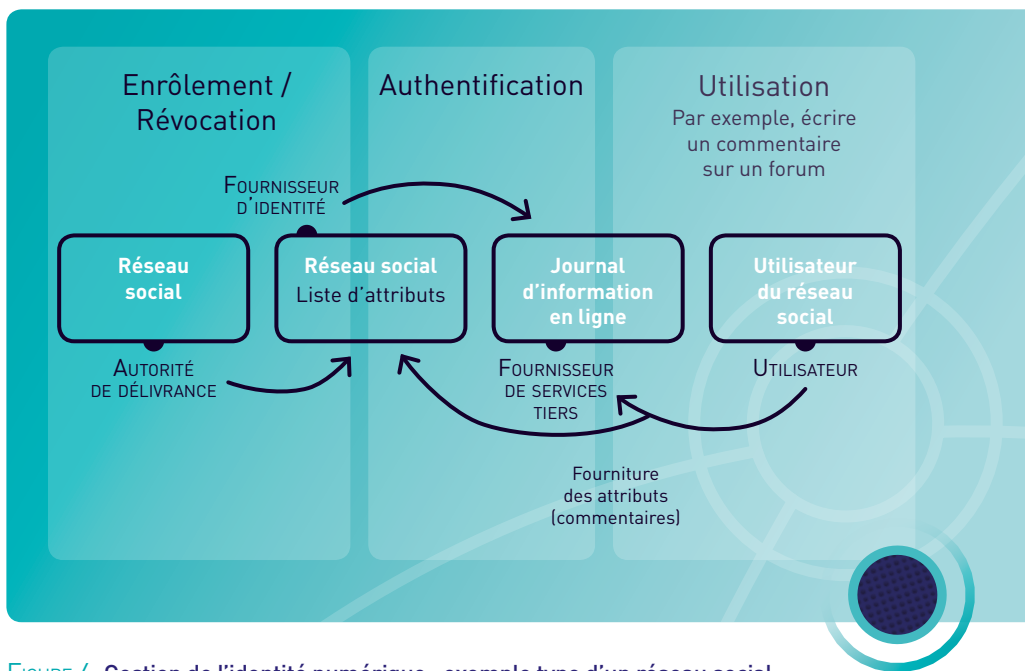 Enrôlement /
Révocation
Authentification
Utilisation
Par exemple, écrire
un commentaire
sur un forum
Fournisseur
d'identité
Réseau
social
Réseau social
Liste d'attributs
Journal
d'information
en ligne
Utilisateur
du réseau
social
Autorité
de délivrance
Fournisseur
de services
tiers
Utilisateur
Fourniture
des attributs
(commentaires)